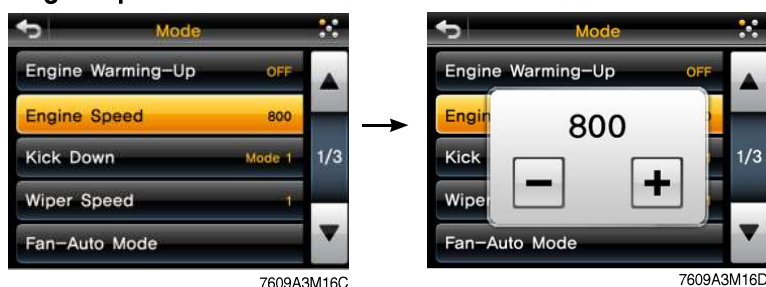 Mode
Engine Warming-Up OFF
Engine Speed 800
Kick Down Mode 1
Wiper Speed 1
Fan-Auto Mode
1/3
7609A3M16C
Mode
Engine Warming-Up OFF
Engin
Kick
Wiper
Fan-Auto Mode
800
1/3
7609A3M16D